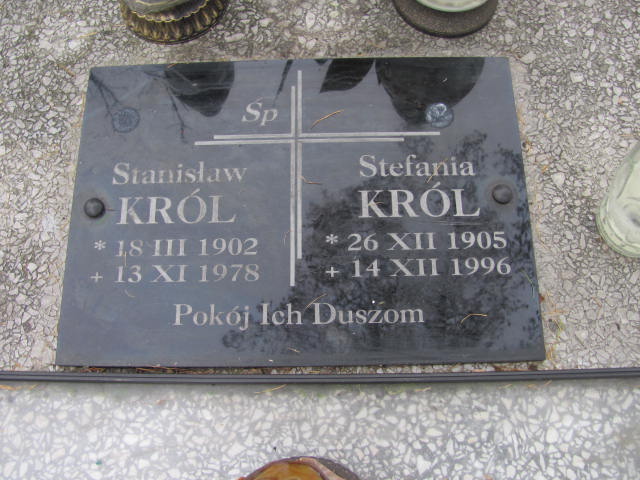 Śp
Stanisław
KRÓL
* 18 III 1902
+ 13 XI 1978
Stefania
KRÓL
* 26 XII 1905
+ 14 XII 1996
Pokój Ich Duszom